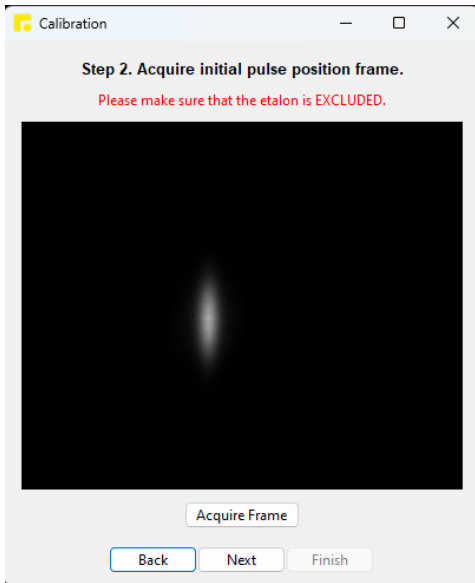 Calibration
Step 2. Acquire initial pulse position frame.
Please make sure that the etalon is EXCLUDED.
Acquire Frame
Back Next Finish